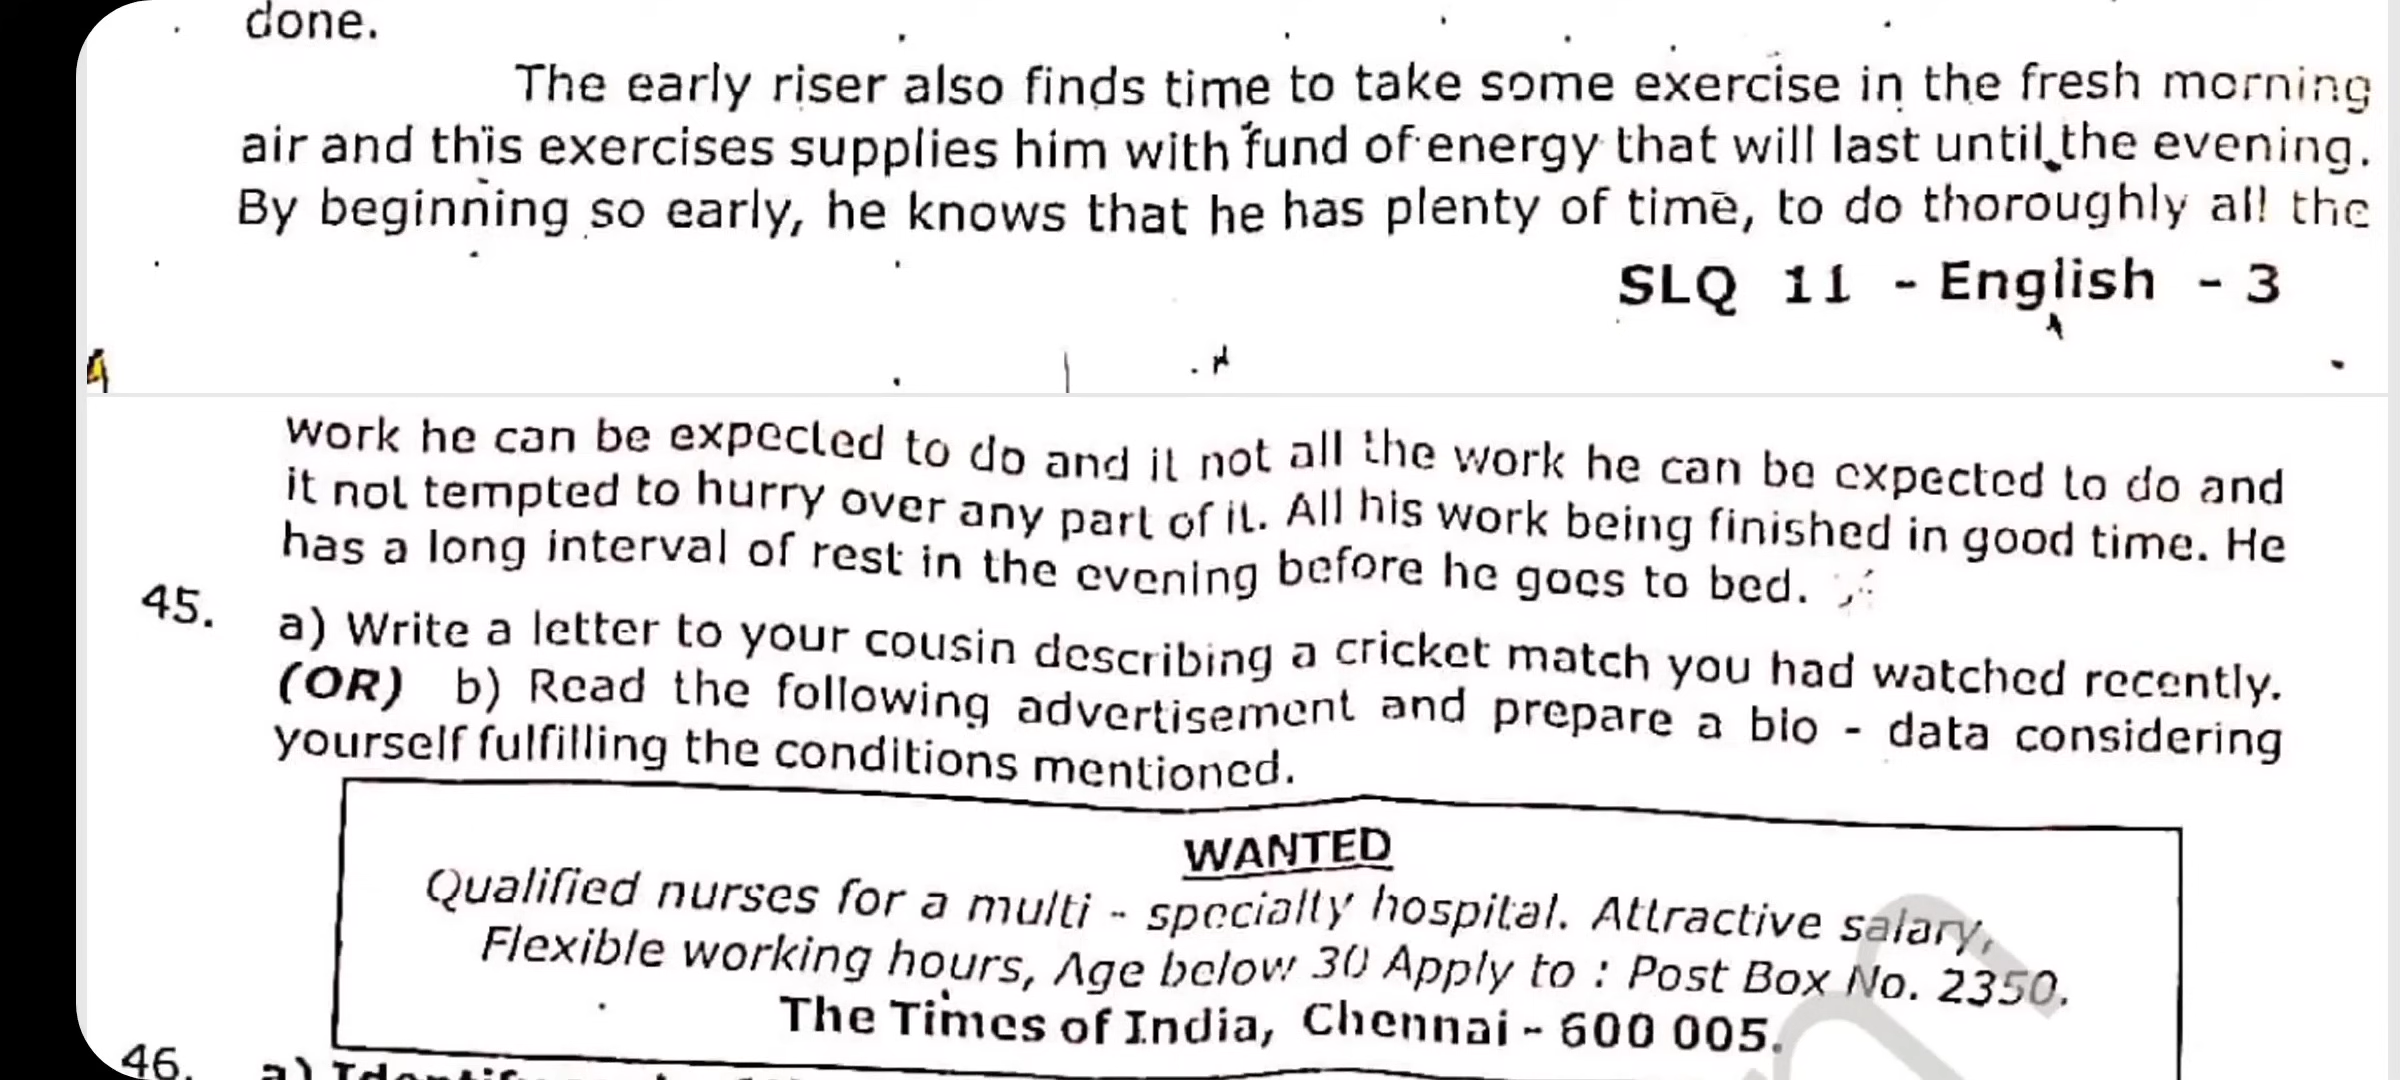 done.
The early riser also finds time to take some exercise in the fresh morning
air and this exercises supplies him with fund of energy that will last until the evening.
By beginning so early, he knows that he has plenty of time, to do thoroughly all the
SLQ 11 - English - 3
work he can be expected to do and it not all the work he can be expected to do and
it not tempted to hurry over any part of it. All his work being finished in good time. He
has a long interval of rest in the evening before he goes to bed.
45. a) Write a letter to your cousin describing a cricket match you had watched recently.
(OR) b) Read the following advertisement and prepare a bio - data considering
yourself fulfilling the conditions mentioned.
WANTED
Qualified nurses for a multi - specially hospital. Attractive salary,
Flexible working hours, Age below 30 Apply to : Post Box No. 2350.
The Times of India, Chennai - 600 005.
46. a)